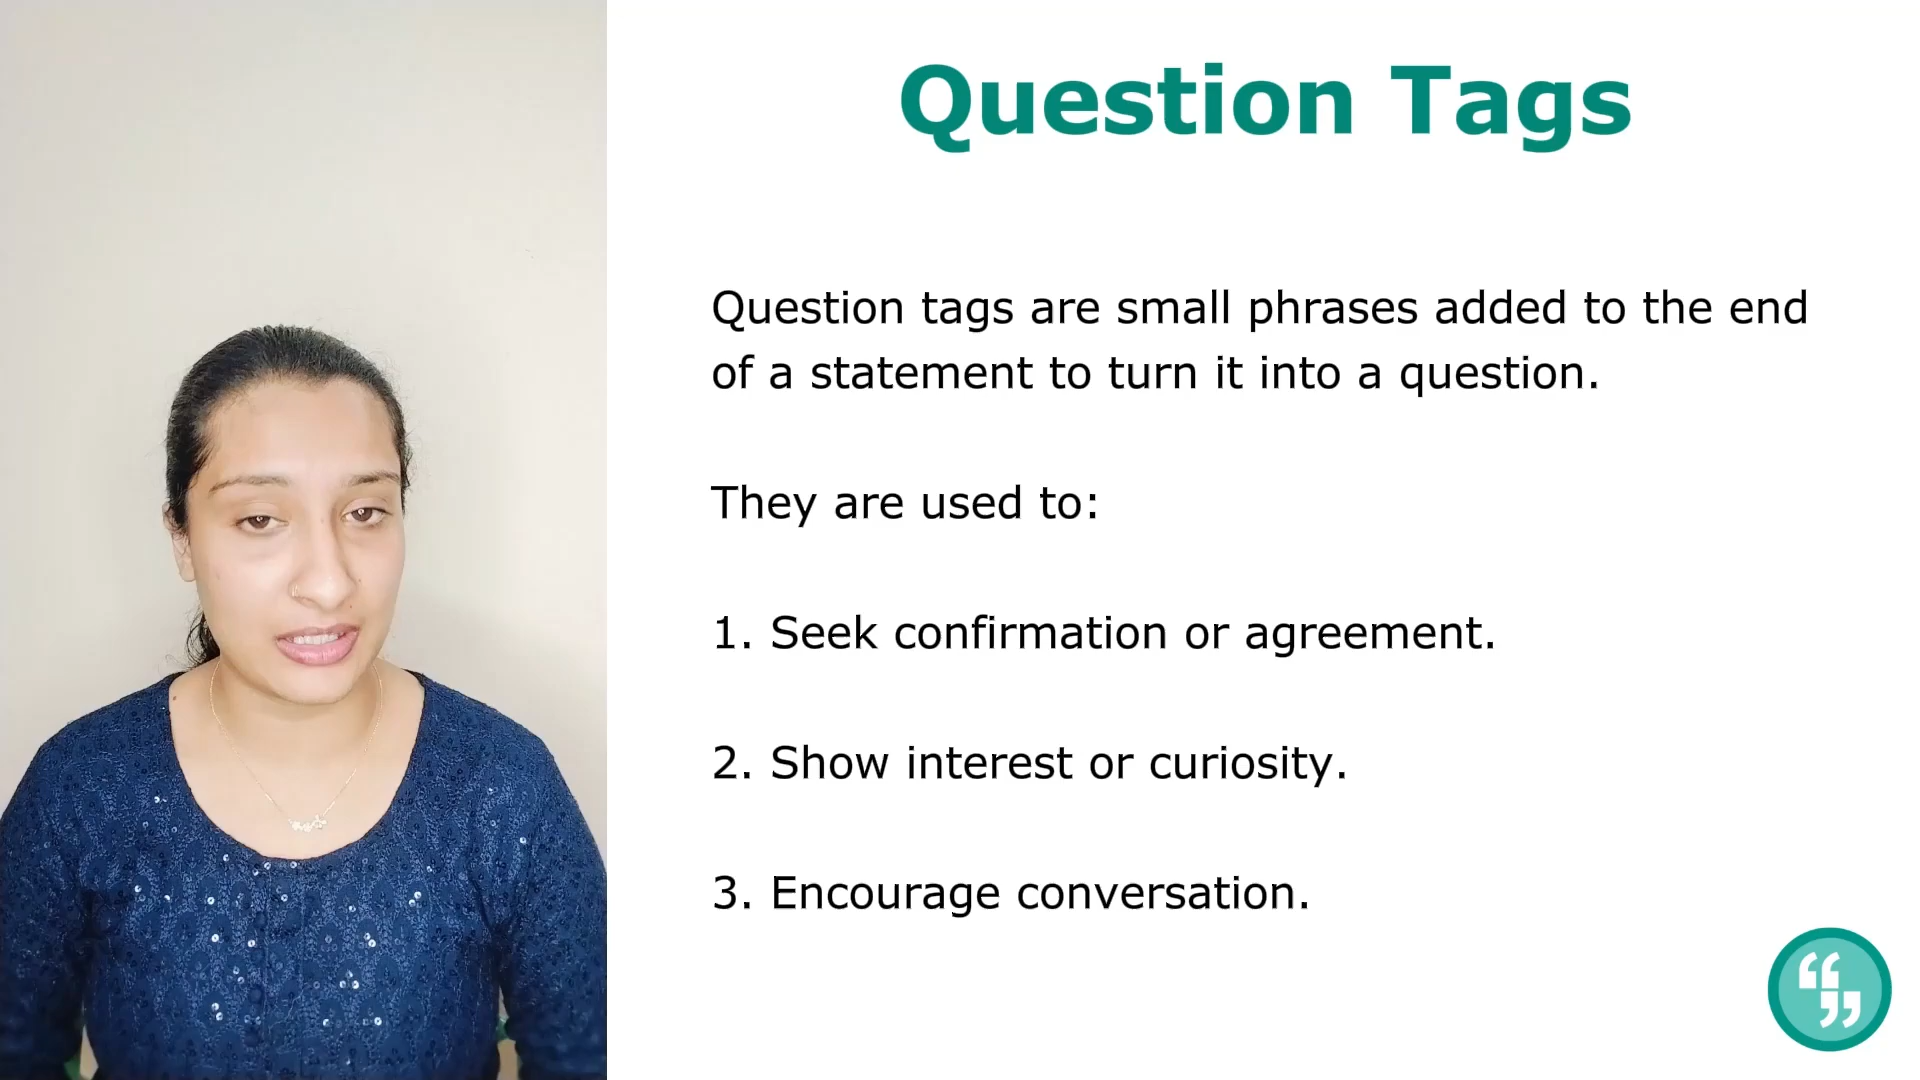 Question Tags
Question tags are small phrases added to the end
of a statement to turn it into a question.
They are used to:
1. Seek confirmation or agreement.
2. Show interest or curiosity.
3. Encourage conversation.